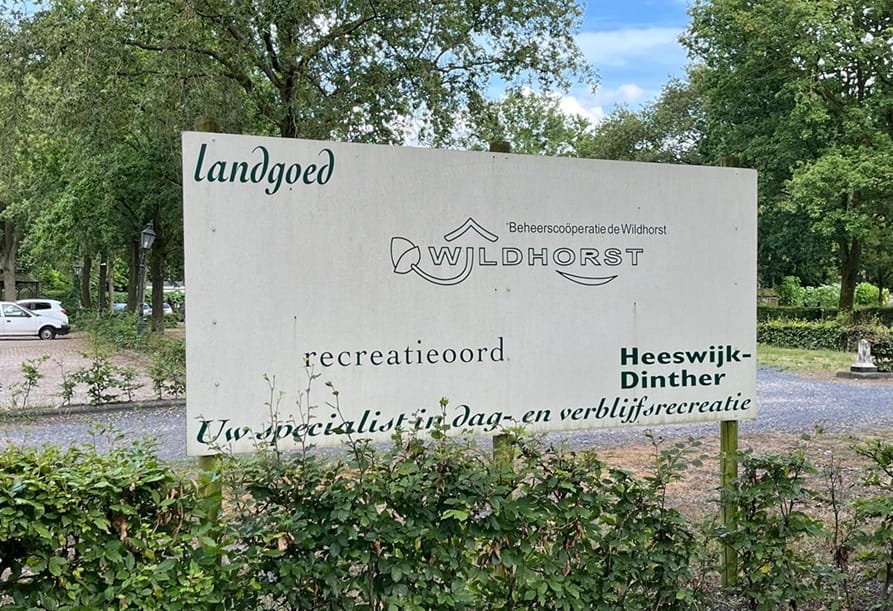 landgoed
'Beheerscoöperatie de Wildhorst
WILDHORST
recreatieoord
Heeswijk-
Dinther
Uw specialist in dag- en verblijfsrecreatie